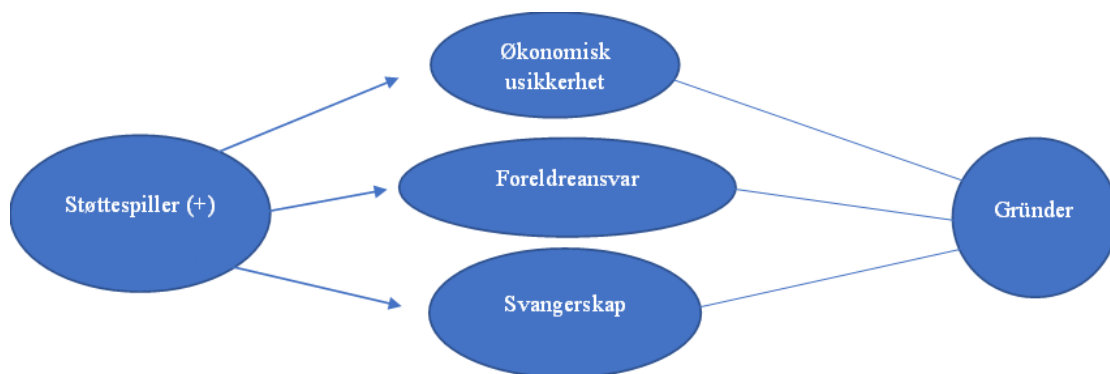 Økonomisk
usikkerhet
Støttespiller (+)
Foreldreansvar
Gründer
Svangerskap